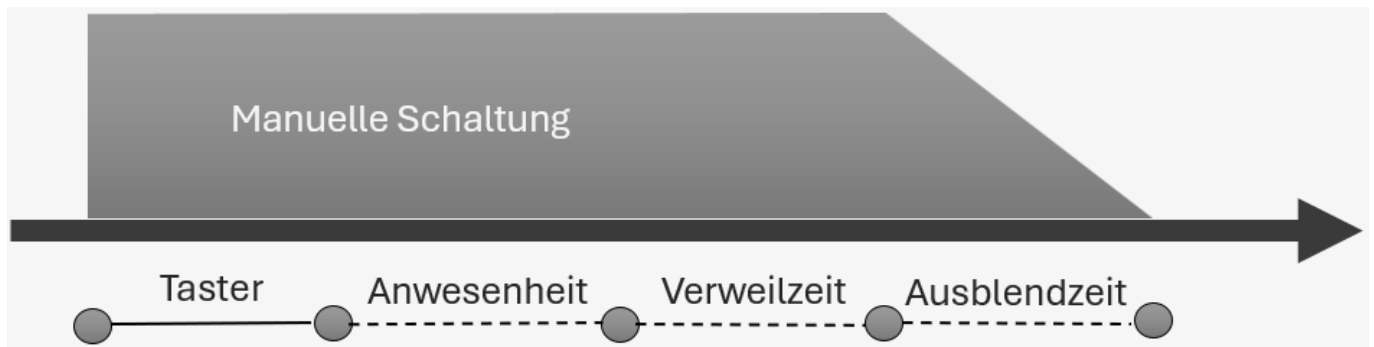 Manuelle Schaltung
Taster
Anwesenheit
Verweilzeit
Ausblendzeit